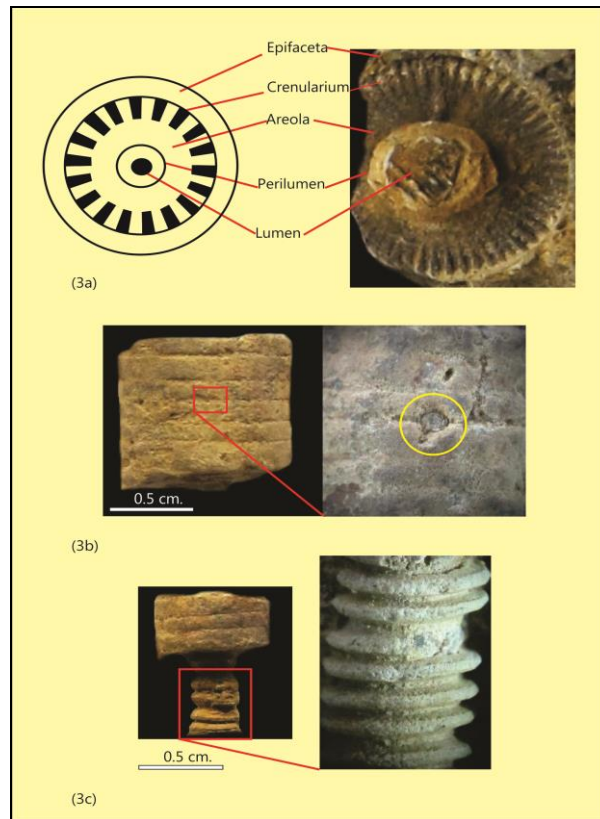 Epifaceta
Crenularium
Areola
Perilumen
Lumen
(3a)
0.5 cm.
(3b)
0.5 cm.
(3c)